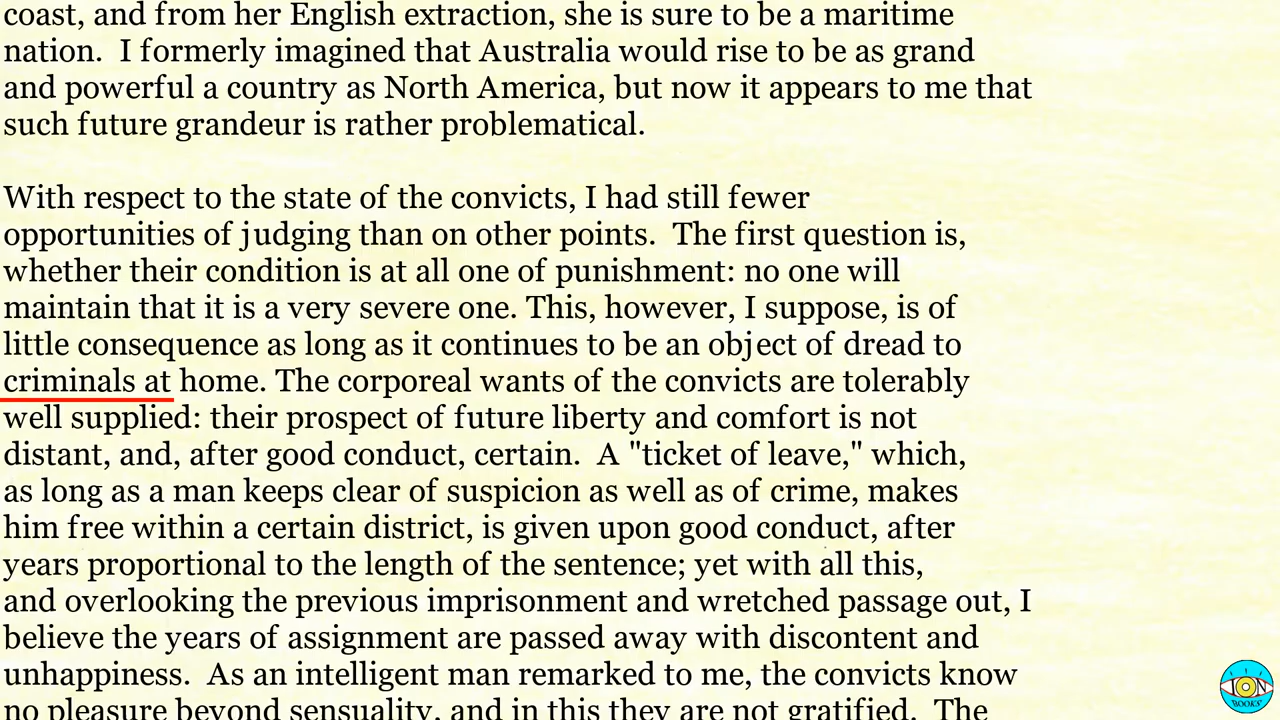 coast, and from her English extraction, she is sure to be a maritime
nation.  I formerly imagined that Australia would rise to be as grand
and powerful a country as North America, but now it appears to me that
such future grandeur is rather problematical.
With respect to the state of the convicts, I had still fewer
opportunities of judging than on other points.  The first question is,
whether their condition is at all one of punishment: no one will
maintain that it is a very severe one. This, however, I suppose, is of
little consequence as long as it continues to be an object of dread to
criminals at home. The corporeal wants of the convicts are tolerably
well supplied: their prospect of future liberty and comfort is not
distant, and, after good conduct, certain.  A "ticket of leave," which,
as long as a man keeps clear of suspicion as well as of crime, makes
him free within a certain district, is given upon good conduct, after
years proportional to the length of the sentence; yet with all this,
and overlooking the previous imprisonment and wretched passage out, I
believe the years of assignment are passed away with discontent and
unhappiness.  As an intelligent man remarked to me, the convicts know
no pleasure beyond sensuality, and in this they are not gratified.  The
ION
BOOKS